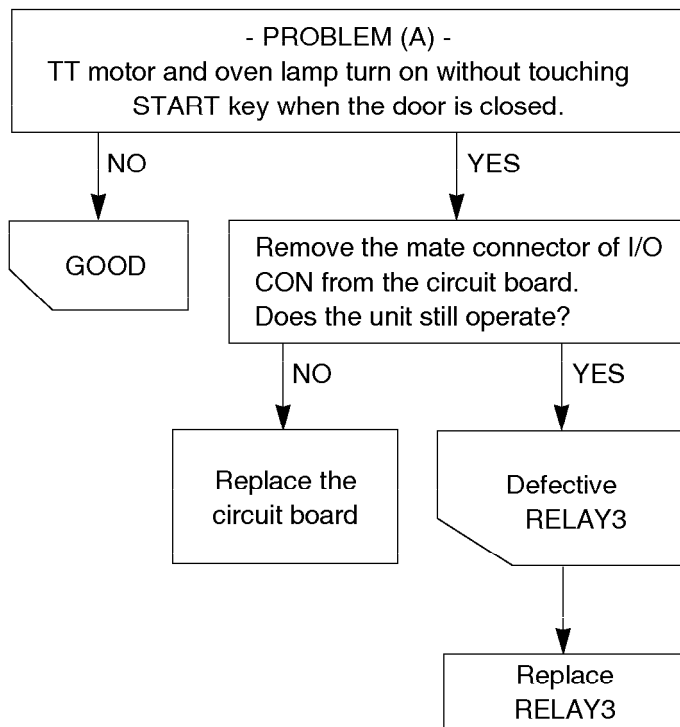 - PROBLEM (A) -
TT motor and oven lamp turn on without touching
START key when the door is closed.
NO
YES
GOOD
Remove the mate connector of I/O
CON from the circuit board.
Does the unit still operate?
NO
YES
Replace the
circuit board
Defective
RELAY3
Replace
RELAY3